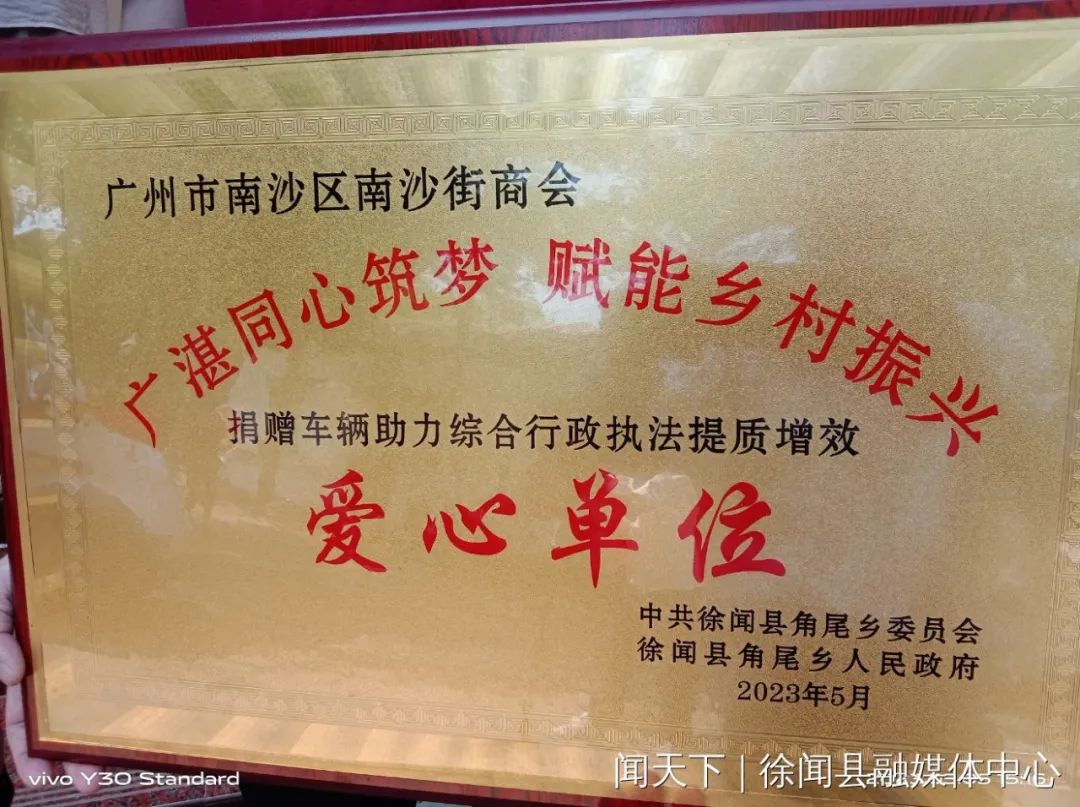 广州市南沙区南沙街商会
广湛同心筑梦 赋能乡村振兴
捐赠车辆助力综合行政执法提质增效
爱心单位
中共徐闻县角尾乡委员会
徐闻县角尾乡人民政府
2023年5月
vivo Y30 Standard
闻天下 | 徐闻县融媒体中心